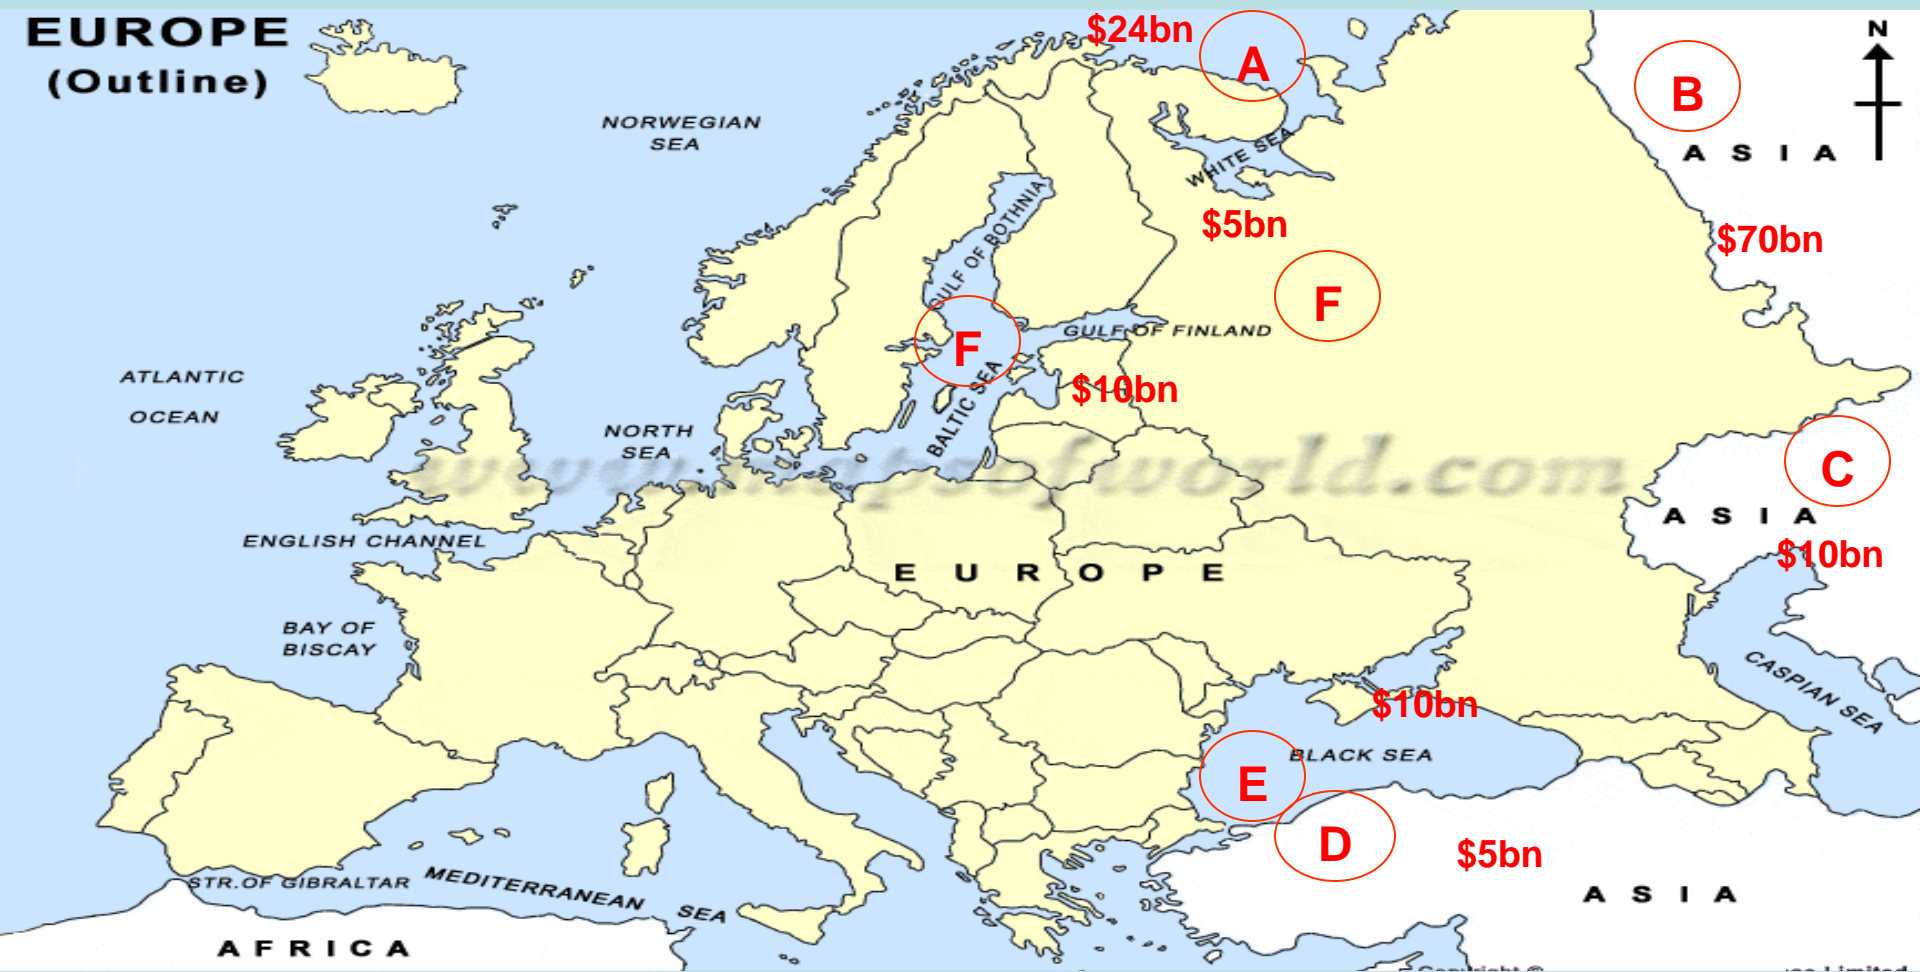 EUROPE
(Outline)
$24bn
A
B
N
NORWEGIAN
SEA
A S I A
WHITE SEA
GULF OF BOTHNIA
$5bn
$70bn
F
F
GULF OF FINLAND
ATLANTIC
OCEAN
$10bn
BALTIC SEA
NORTH
SEA
www.mapsofworld.com
C
A S I A
ENGLISH CHANNEL
$10bn
E U R O P E
BAY OF
BISCAY
CASPIAN SEA
$10bn
BLACK SEA
E
D
$5bn
STR.OF GIBRALTAR
MEDITERRANEAN SEA
A S I A
AFRICA